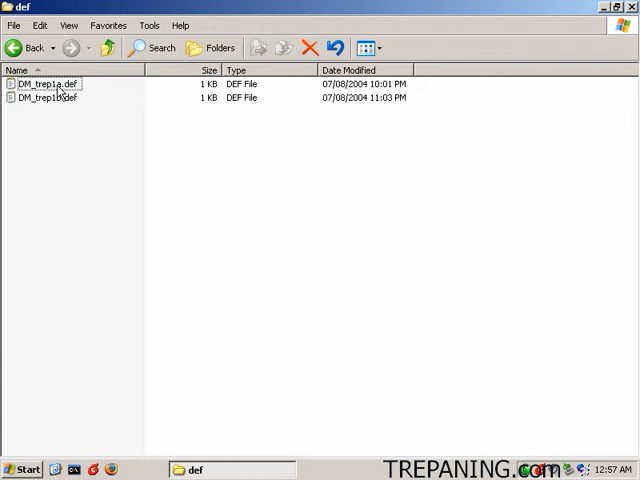 def
File Edit View Favorites Tools Help
Back Search Folders
Name Size Type Date Modified
DM_trep1a.def 1 KB DEF File 07/08/2004 10:01 PM
DM_trep1b.def 1 KB DEF File 07/08/2004 11:03 PM
Start def TREPANING.com 12:57 AM